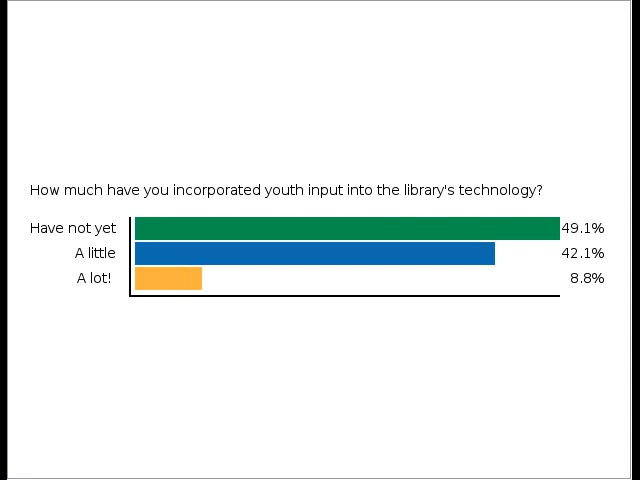 How much have you incorporated youth input into the library's technology?
Have not yet 49.1%
A little 42.1%
A lot! 8.8%